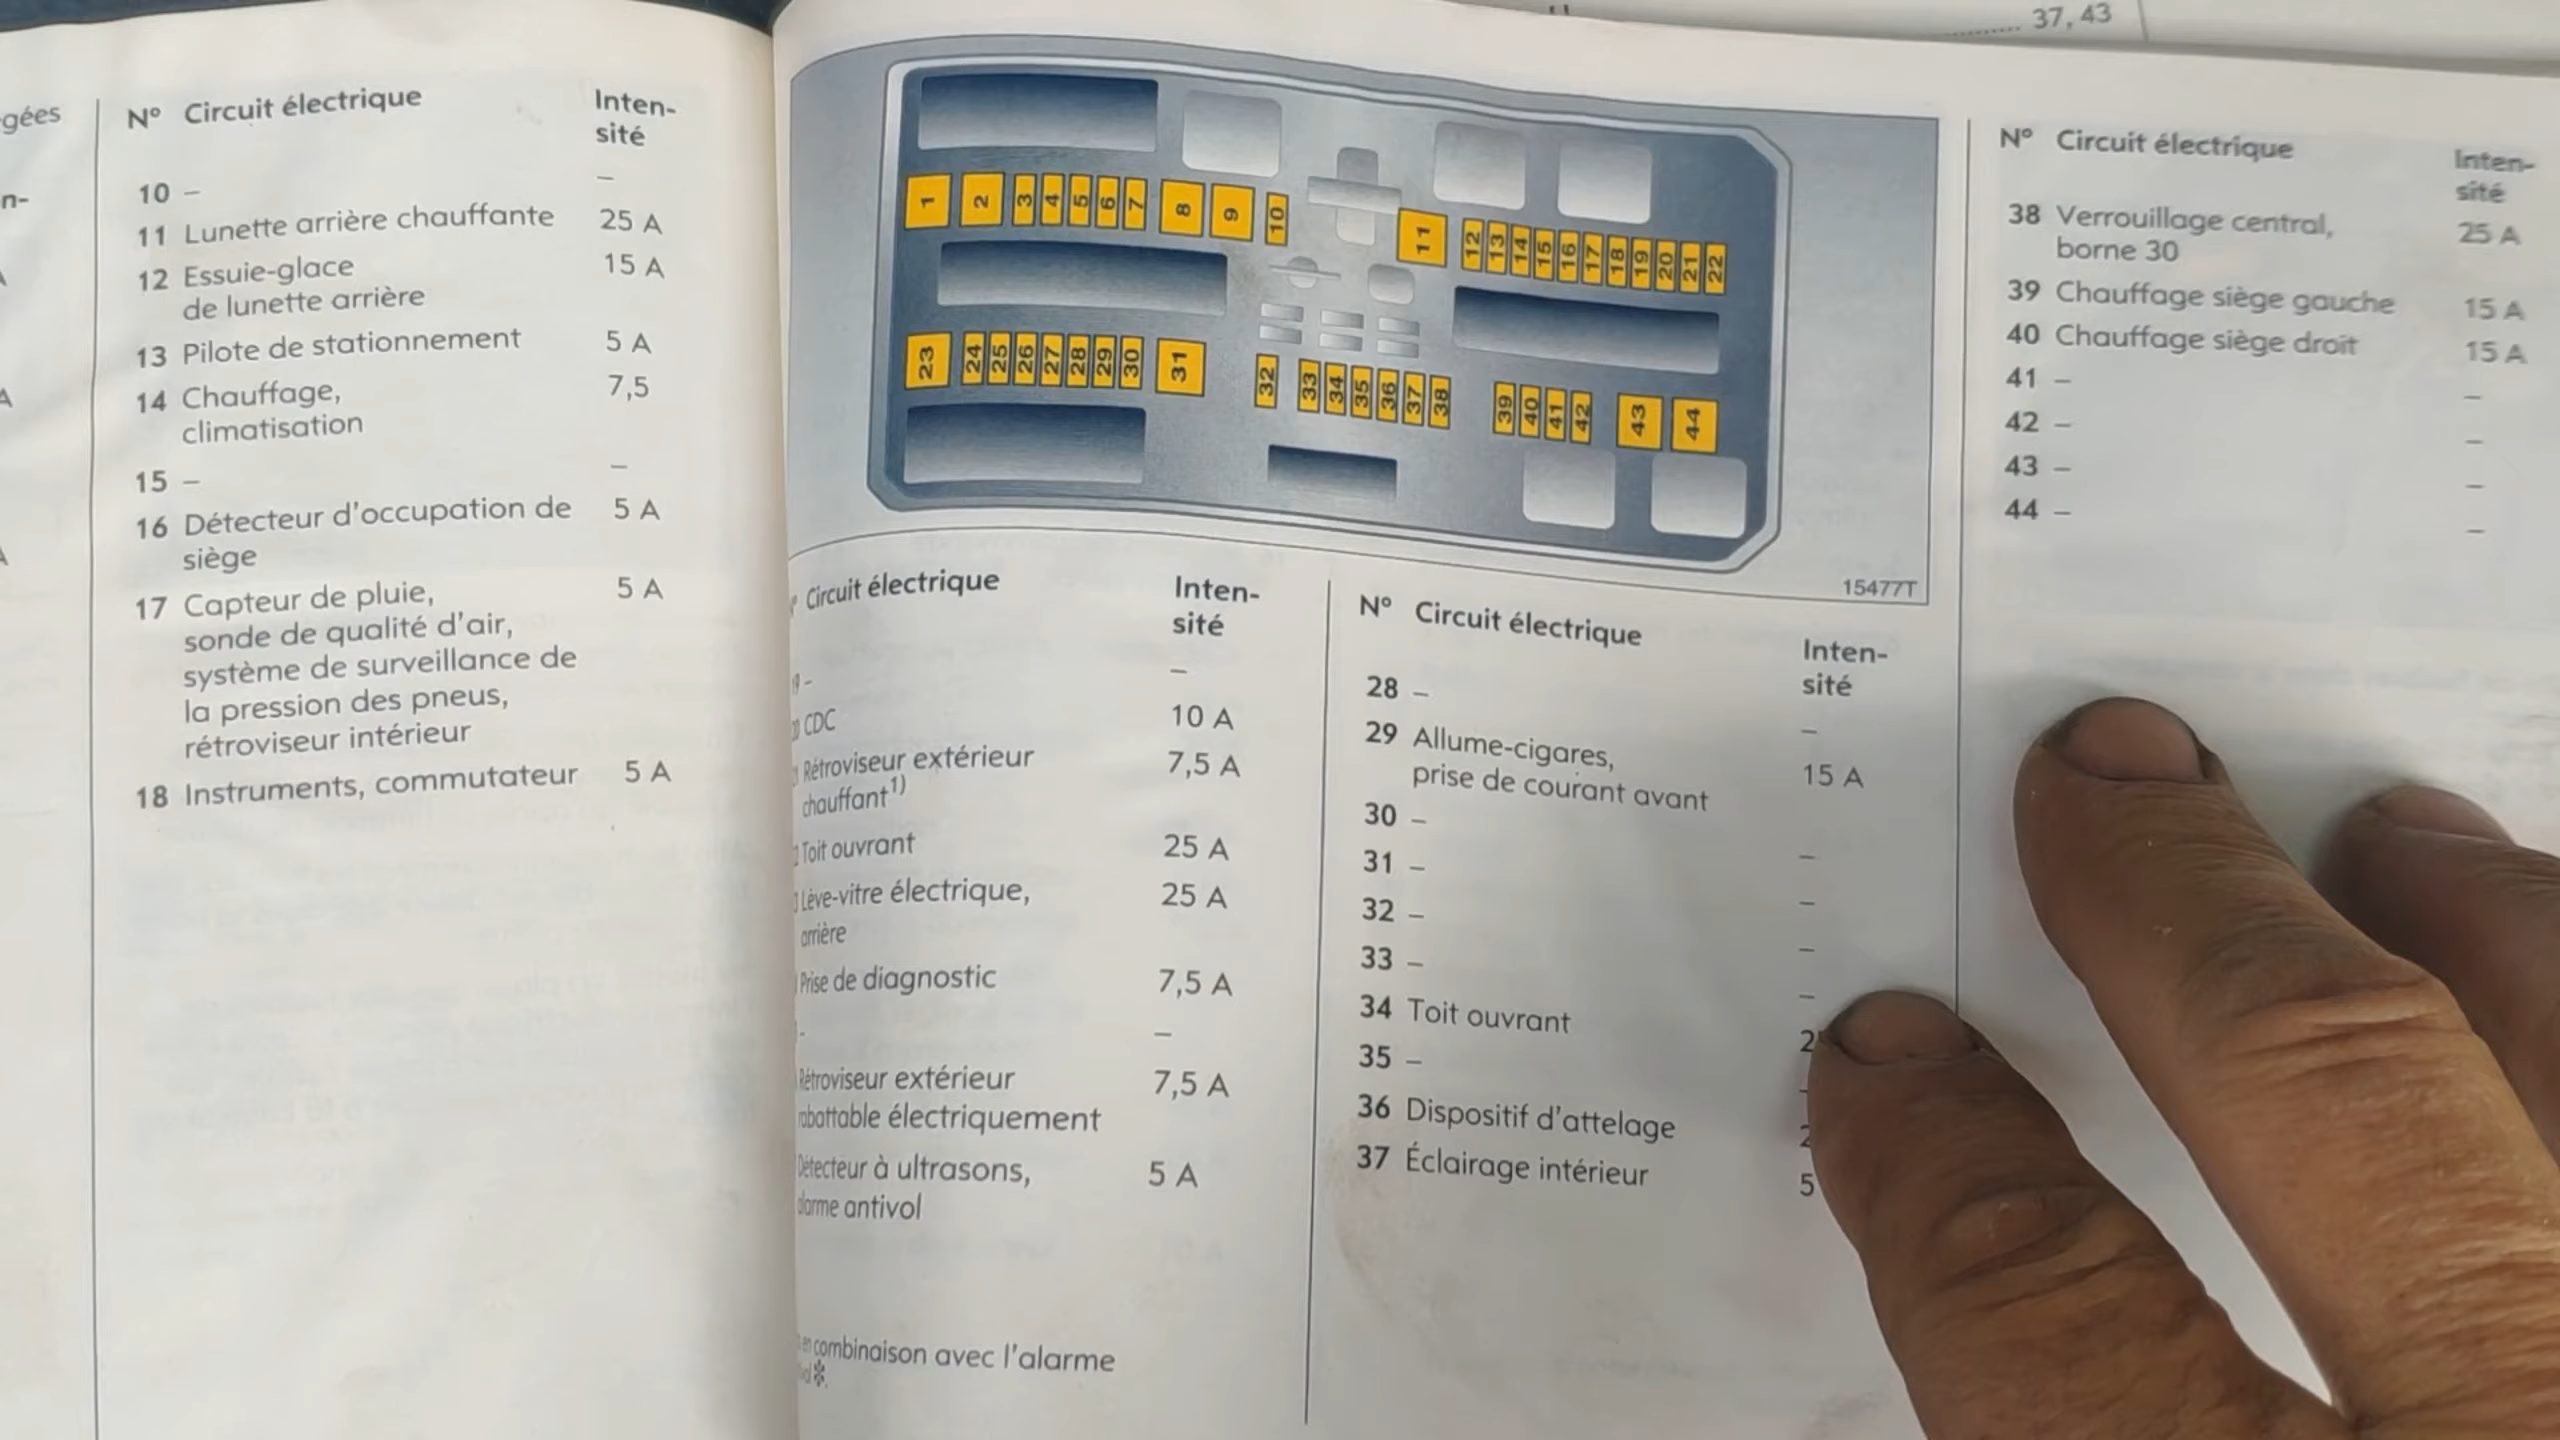 37, 43
gées
n-
A
A
A
Nº Circuit électrique Inten-
sité
10 – –
11 Lunette arrière chauffante 25 A
12 Essuie-glace 15 A
de lunette arrière
13 Pilote de stationnement 5 A
14 Chauffage, 7,5
climatisation
15 – –
16 Détecteur d'occupation de 5 A
siège
17 Capteur de pluie, 5 A
sonde de qualité d'air,
système de surveillance de
la pression des pneus,
rétroviseur intérieur
18 Instruments, commutateur 5 A
1 2 3 4 5 6 7 8 9 10 11 12 13 14 15 16 17 18 19 20 21 22
23 24 25 26 27 28 29 30 31 32 33 34 35 36 37 38 39 40 41 42 43 44
15477T
Circuit électrique Inten-
sité
9 – –
CDC 10 A
Rétroviseur extérieur 7,5 A
chauffant1)
Toit ouvrant 25 A
Lève-vitre électrique, 25 A
arrière
Prise de diagnostic 7,5 A
- –
Rétroviseur extérieur 7,5 A
rabattable électriquement
Détecteur à ultrasons, 5 A
alarme antivol
en combinaison avec l'alarme
✻.
Nº Circuit électrique Inten-
sité
28 – –
29 Allume-cigares, 15 A
prise de courant avant
30 – –
31 – –
32 – –
33 – –
34 Toit ouvrant 2
35 – -
36 Dispositif d'attelage 2
37 Éclairage intérieur 5
Nº Circuit électrique Inten-
sité
38 Verrouillage central, 25 A
borne 30
39 Chauffage siège gauche 15 A
40 Chauffage siège droit 15 A
41 – –
42 – –
43 – –
44 – –